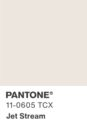 PANTONE®
11-0605 TCX
Jet Stream